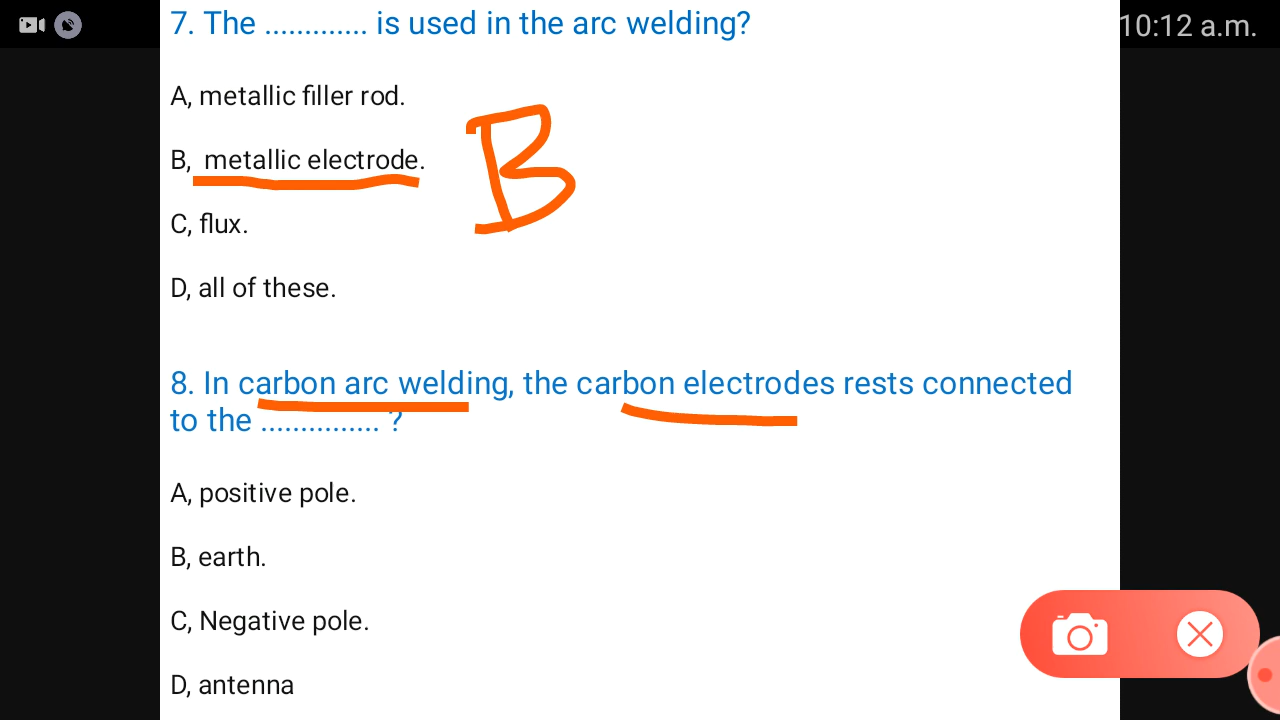 10:12 a.m.
7. The ............. is used in the arc welding?
A, metallic filler rod.
B, metallic electrode.
B
C, flux.
D, all of these.
8. In carbon arc welding, the carbon electrodes rests connected
to the ............... ?
A, positive pole.
B, earth.
C, Negative pole.
D, antenna